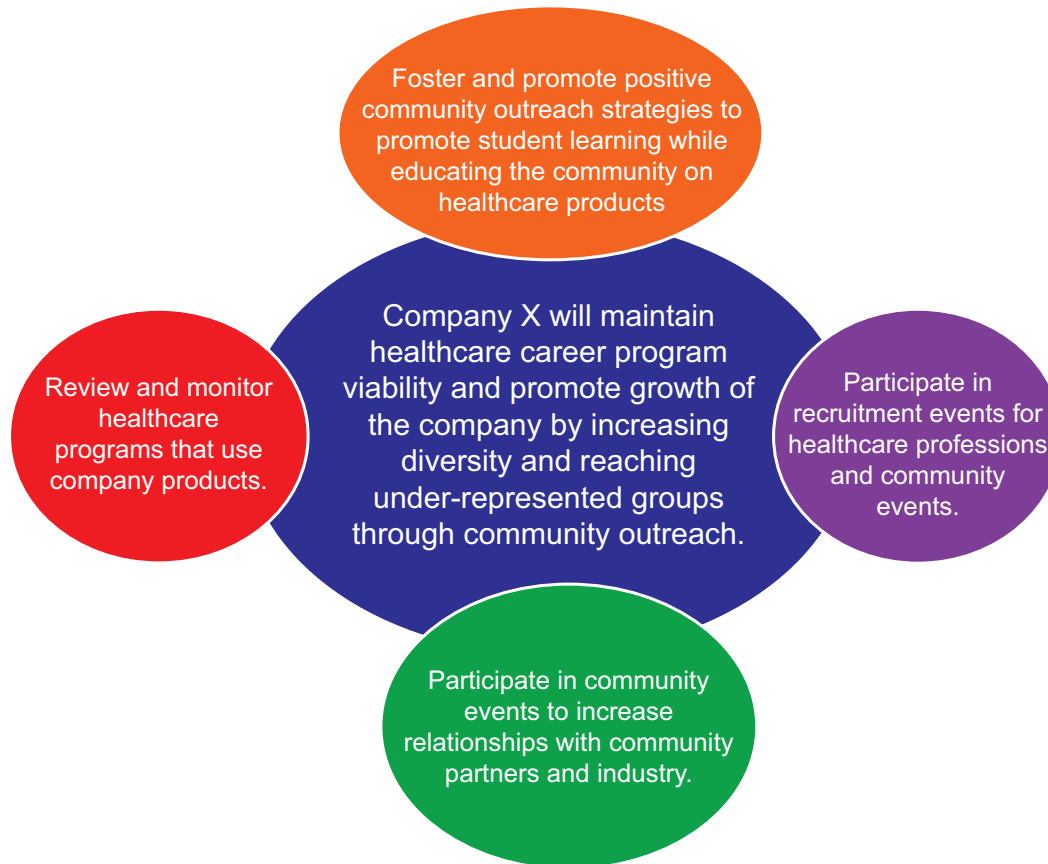 Foster and promote positive
community outreach strategies to
promote student learning while
educating the community on
healthcare products
Company X will maintain
healthcare career program
viability and promote growth of
the company by increasing
diversity and reaching
under-represented groups
through community outreach.
Review and monitor
healthcare
programs that use
company products.
Participate in
recruitment events for
healthcare professions
and community
events.
Participate in community
events to increase
relationships with community
partners and industry.